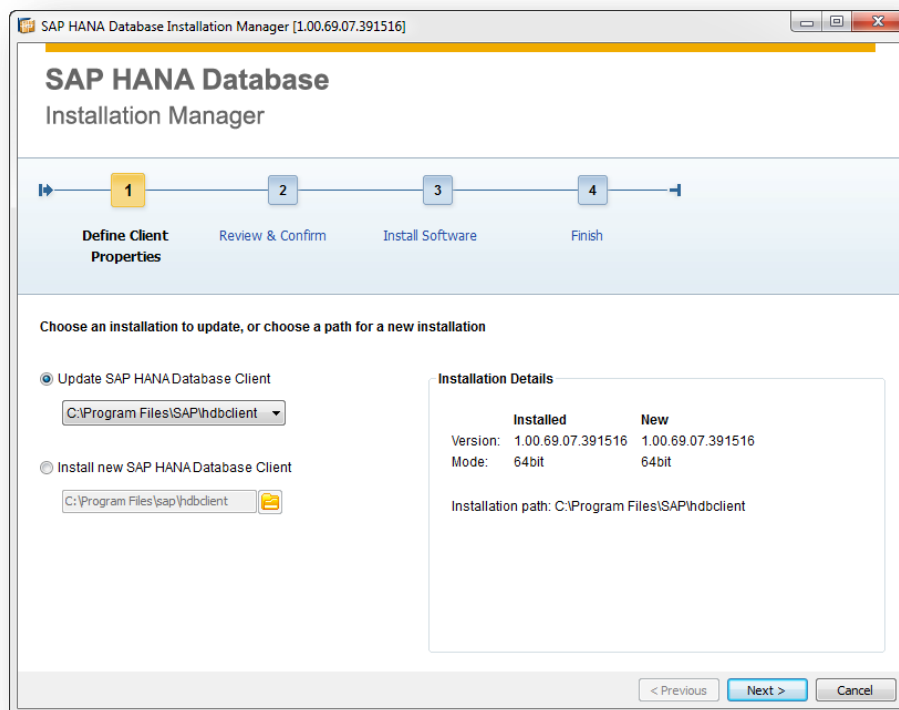 SAP HANA Database Installation Manager [1.00.69.07.391516]
SAP HANA Database
Installation Manager
1
2
3
4
Define Client
Properties
Review & Confirm
Install Software
Finish
Choose an installation to update, or choose a path for a new installation
Update SAP HANA Database Client
C:\Program Files\SAP\hdbclient
Install new SAP HANA Database Client
C:\Program Files\sap\hdbclient
Installation Details
Installed New
Version: 1.00.69.07.391516 1.00.69.07.391516
Mode: 64bit 64bit
Installation path: C:\Program Files\SAP\hdbclient
< Previous
Next >
Cancel